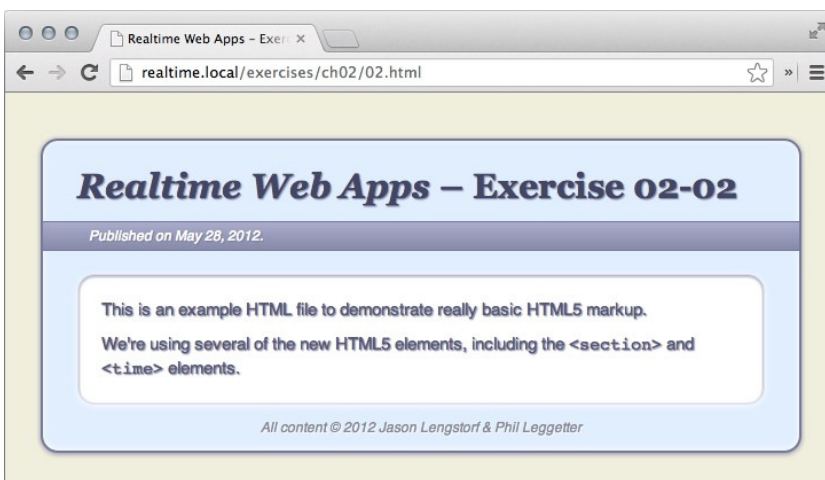 Realtime Web Apps – Exer
realtime.local/exercises/ch02/02.html
Realtime Web Apps – Exercise 02-02
Published on May 28, 2012.
This is an example HTML file to demonstrate really basic HTML5 markup.
We're using several of the new HTML5 elements, including the <section> and
<time> elements.
All content © 2012 Jason Lengstorf & Phil Leggetter